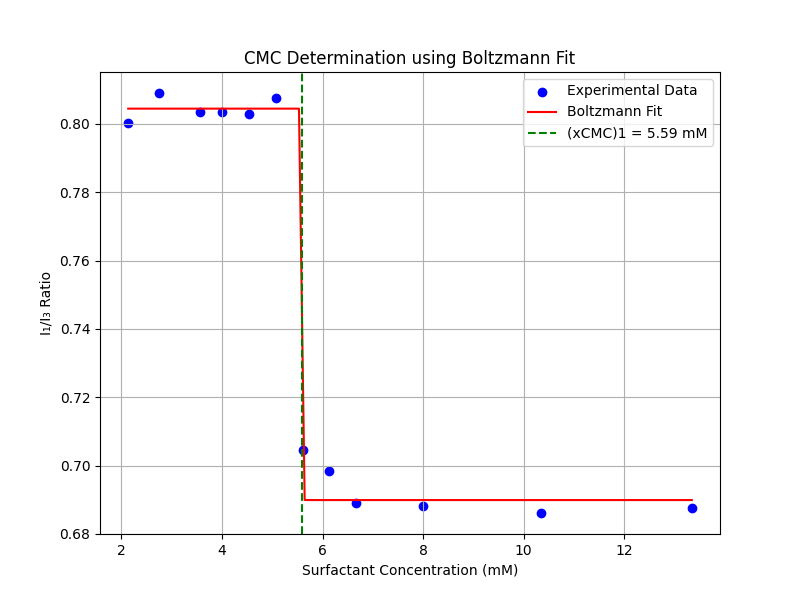 CMC Determination using Boltzmann Fit
Experimental Data
Boltzmann Fit
(xCMC)1 = 5.59 mM
I₁/I₃ Ratio
0.80
0.78
0.76
0.74
0.72
0.70
0.68
2 4 6 8 10 12
Surfactant Concentration (mM)